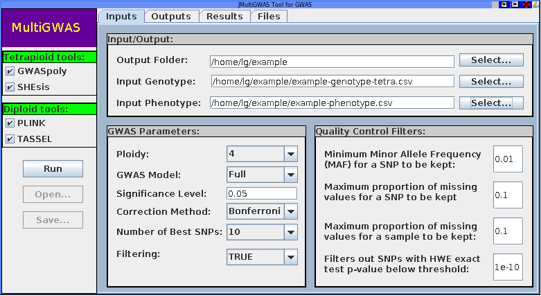 JMultiGWAS Tool for GWAS
MultiGWAS
Tetraploid tools:
GWASpoly
SHEsis
Diploid tools:
PLINK
TASSEL
Run
Open...
Save...
Inputs Outputs Results Files
Input/Output:
Output Folder: /home/lg/example Select...
Input Genotype: /home/lg/example/example-genotype-tetra.csv Select...
Input Phenotype: /home/lg/example/example-phenotype.csv Select...
GWAS Parameters:
Ploidy: 4
GWAS Model: Full
Significance Level: 0.05
Correction Method: Bonferroni
Number of Best SNPs: 10
Filtering: TRUE
Quality Control Filters:
Minimum Minor Allele Frequency
(MAF) for a SNP to be kept: 0.01
Maximum proportion of missing
values for a SNP to be kept 0.1
Maximum proportion of missing
values for a sample to be kept: 0.1
Filters out SNPs with HWE exact
test p-value below threshold: 1e-10